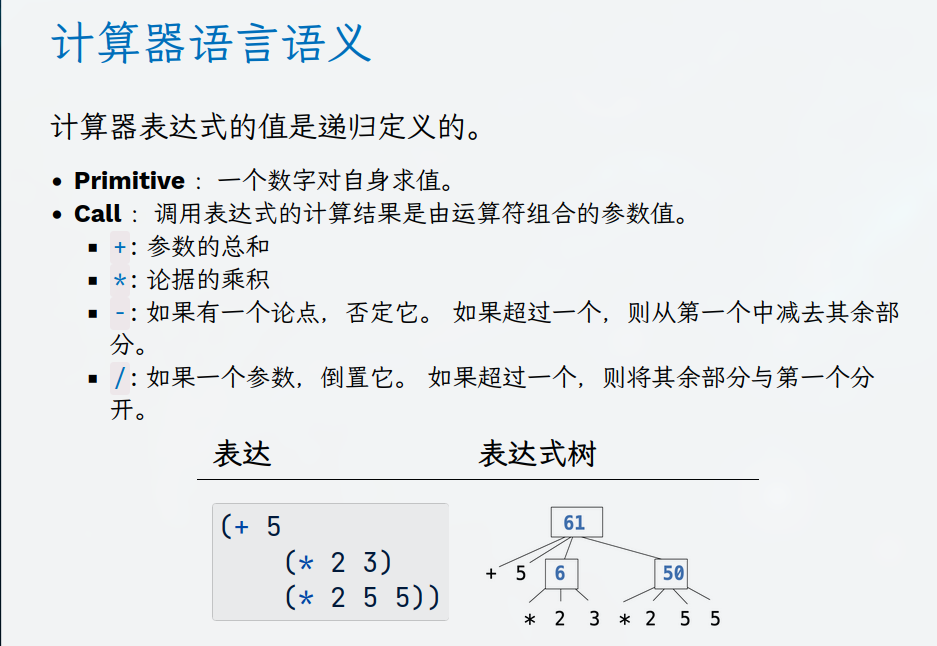 计算器语言语义
计算器表达式的值是递归定义的。
• Primitive ： 一个数字对自身求值。
• Call ： 调用表达式的计算结果是由运算符组合的参数值。
▪ +: 参数的总和
▪ *: 论据的乘积
▪ -: 如果有一个论点，否定它。 如果超过一个，则从第一个中减去其余部
分。
▪ /: 如果一个参数，倒置它。 如果超过一个，则将其余部分与第一个分
开。
表达 表达式树
(+ 5
(* 2 3)
(* 2 5 5))
61
+ 5 6 50
* 2 3 * 2 5 5